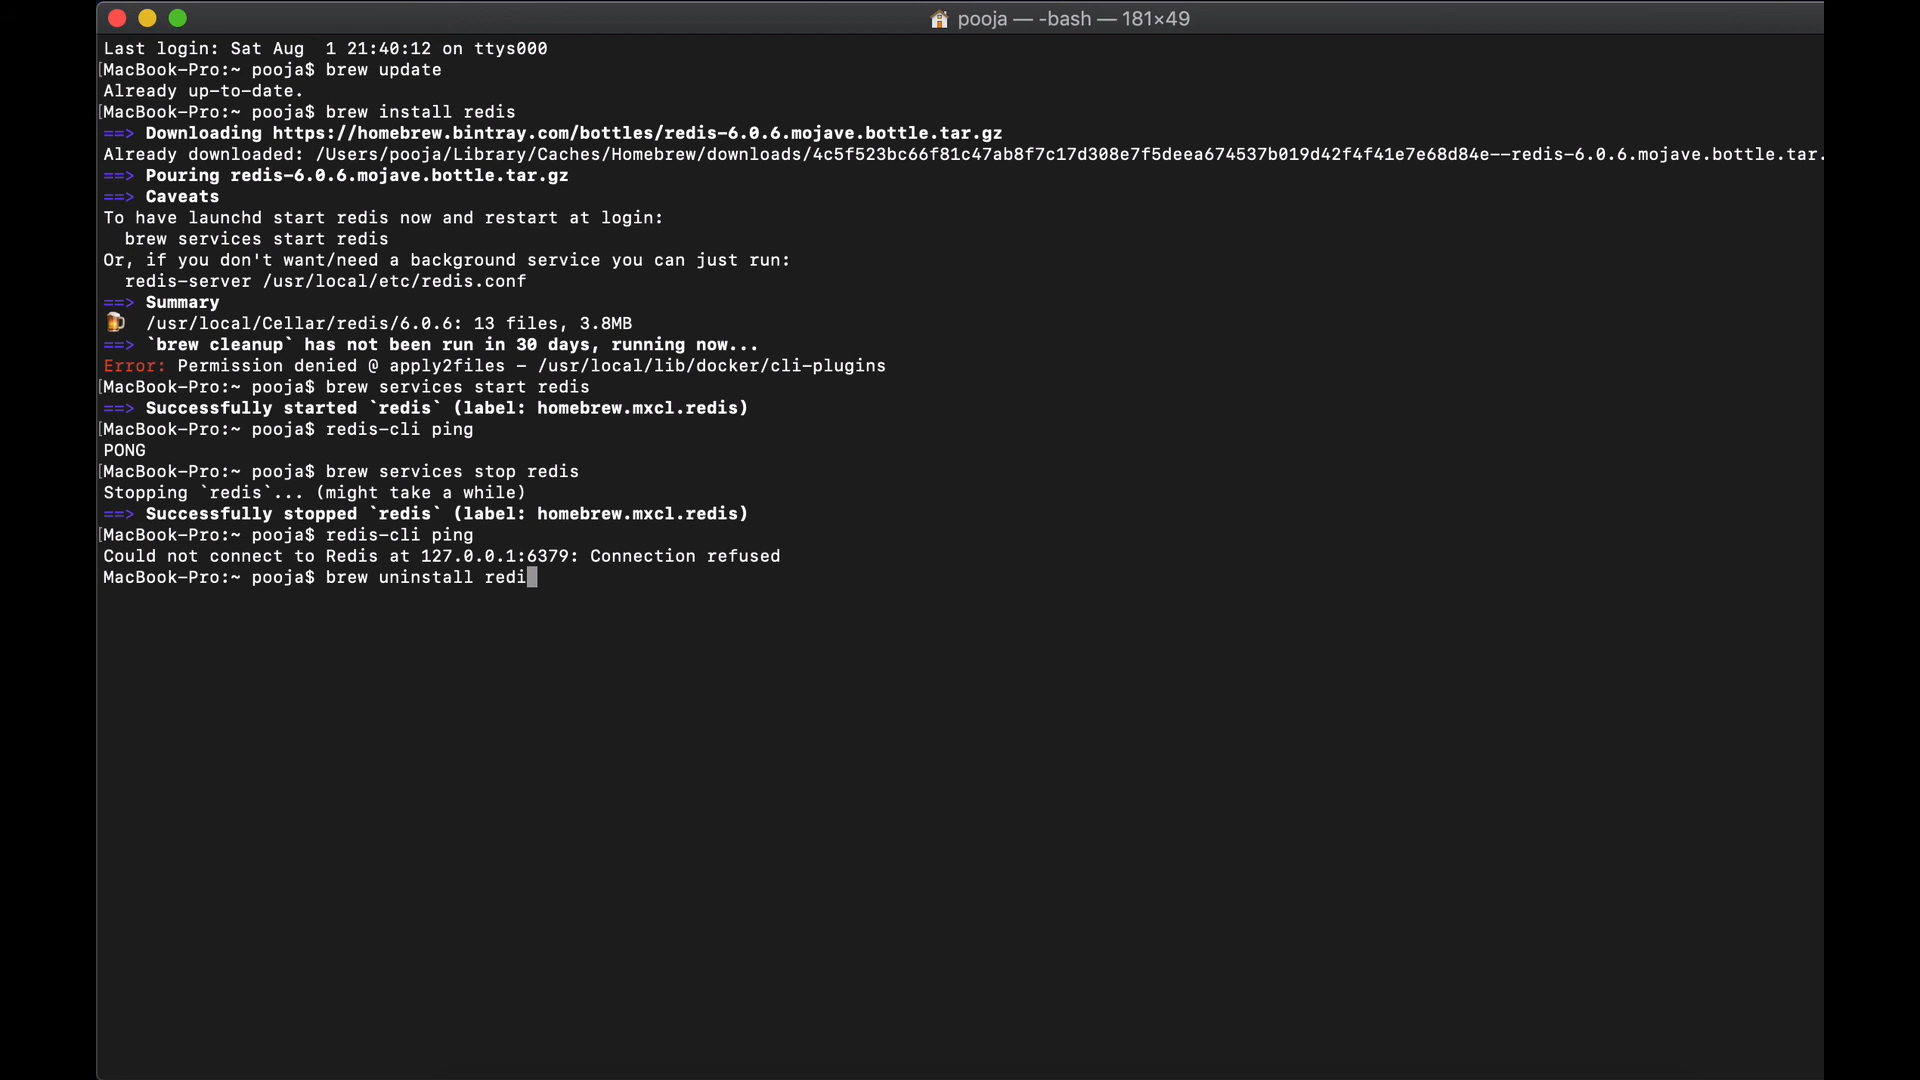 pooja — -bash — 181×49
Last login: Sat Aug  1 21:40:12 on ttys000
[MacBook-Pro:~ pooja$ brew update
Already up-to-date.
[MacBook-Pro:~ pooja$ brew install redis
==> Downloading https://homebrew.bintray.com/bottles/redis-6.0.6.mojave.bottle.tar.gz
Already downloaded: /Users/pooja/Library/Caches/Homebrew/downloads/4c5f523bc66f81c47ab8f7c17d308e7f5deea674537b019d42f4f41e7e68d84e--redis-6.0.6.mojave.bottle.tar.
==> Pouring redis-6.0.6.mojave.bottle.tar.gz
==> Caveats
To have launchd start redis now and restart at login:
  brew services start redis
Or, if you don't want/need a background service you can just run:
  redis-server /usr/local/etc/redis.conf
==> Summary
🍺  /usr/local/Cellar/redis/6.0.6: 13 files, 3.8MB
==> `brew cleanup` has not been run in 30 days, running now...
Error: Permission denied @ apply2files - /usr/local/lib/docker/cli-plugins
[MacBook-Pro:~ pooja$ brew services start redis
==> Successfully started `redis` (label: homebrew.mxcl.redis)
[MacBook-Pro:~ pooja$ redis-cli ping
PONG
[MacBook-Pro:~ pooja$ brew services stop redis
Stopping `redis`... (might take a while)
==> Successfully stopped `redis` (label: homebrew.mxcl.redis)
[MacBook-Pro:~ pooja$ redis-cli ping
Could not connect to Redis at 127.0.0.1:6379: Connection refused
MacBook-Pro:~ pooja$ brew uninstall redi